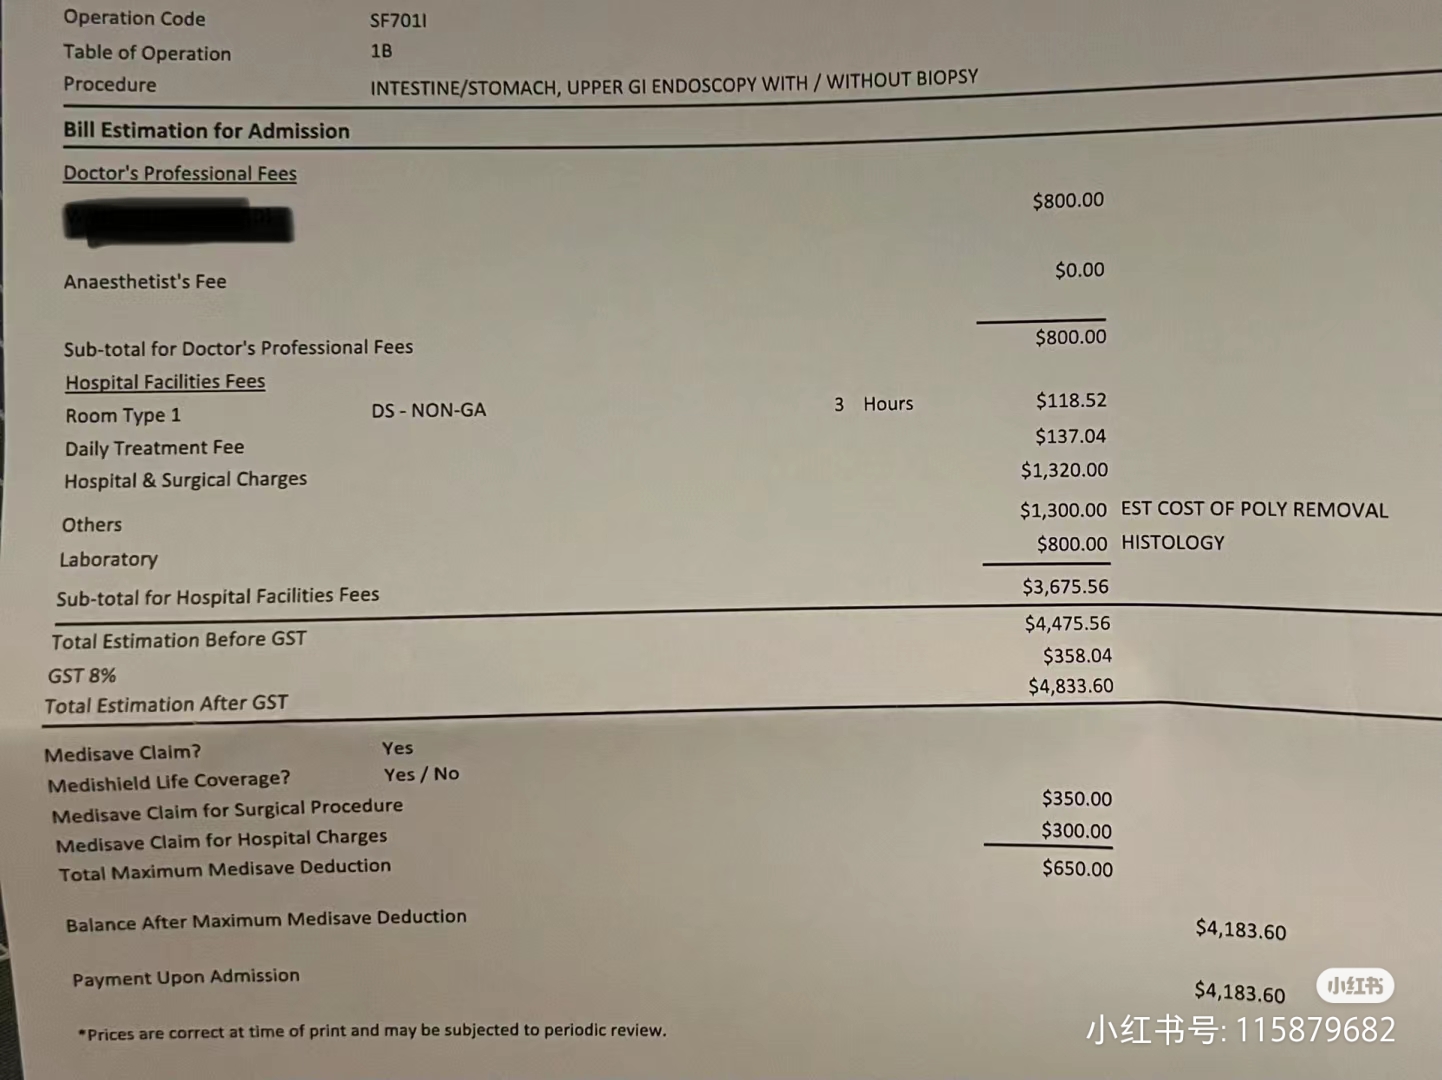 Operation Code SF701I
Table of Operation 1B
Procedure INTESTINE/STOMACH, UPPER GI ENDOSCOPY WITH / WITHOUT BIOPSY
Bill Estimation for Admission
Doctor's Professional Fees
$800.00
Anaesthetist's Fee $0.00
Sub-total for Doctor's Professional Fees $800.00
Hospital Facilities Fees
Room Type 1 DS - NON-GA 3 Hours $118.52
Daily Treatment Fee $137.04
Hospital & Surgical Charges $1,320.00
Others $1,300.00 EST COST OF POLY REMOVAL
Laboratory $800.00 HISTOLOGY
Sub-total for Hospital Facilities Fees $3,675.56
Total Estimation Before GST $4,475.56
GST 8% $358.04
Total Estimation After GST $4,833.60
Medisave Claim? Yes
Medishield Life Coverage? Yes / No
Medisave Claim for Surgical Procedure $350.00
Medisave Claim for Hospital Charges $300.00
Total Maximum Medisave Deduction $650.00
Balance After Maximum Medisave Deduction $4,183.60
Payment Upon Admission $4,183.60
*Prices are correct at time of print and may be subjected to periodic review.
小红书
小红书号: 115879682